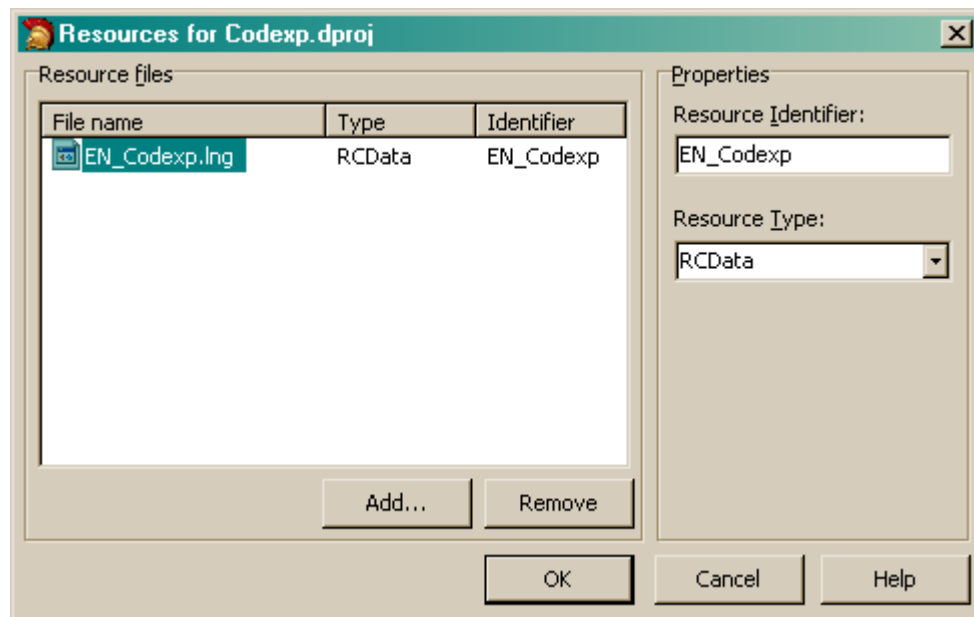 Resources for Codexp.dproj
Resource files
File name Type Identifier
EN_Codexp.lng RCData EN_Codexp
Add... Remove
Properties
Resource Identifier:
EN_Codexp
Resource Type:
RCData
OK Cancel Help